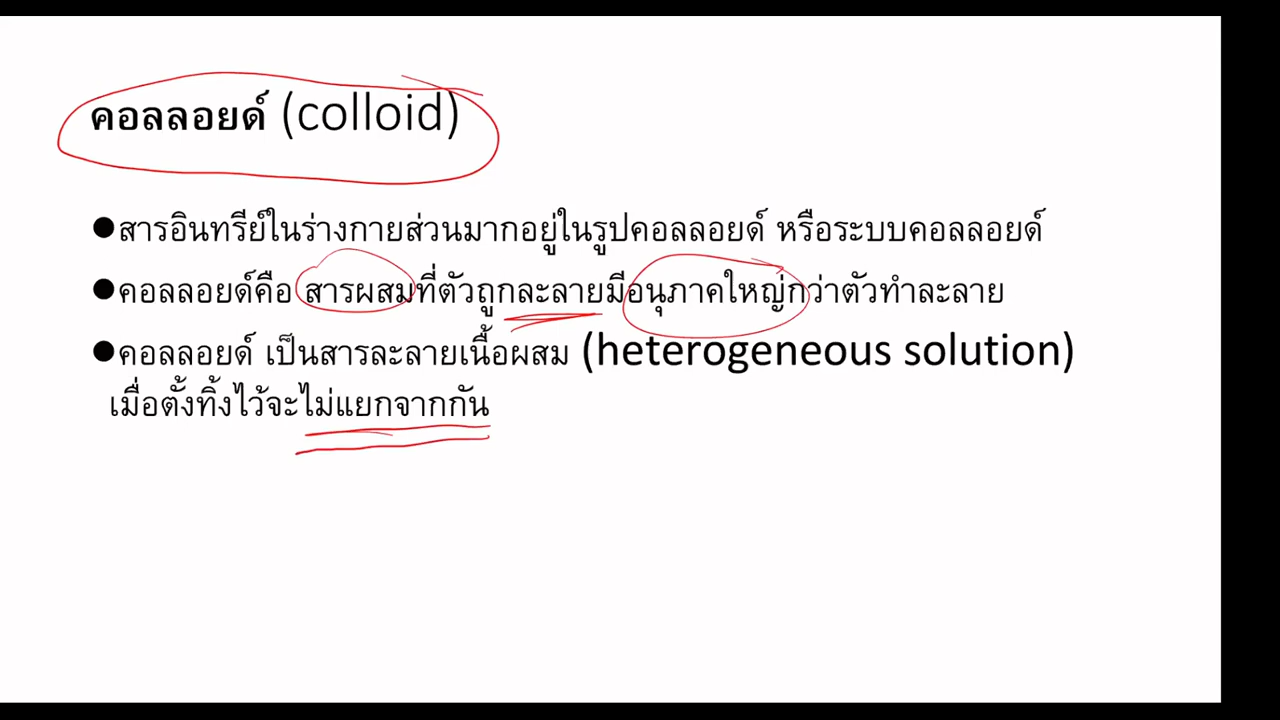 คอลลอยด์ (colloid)
●สารอินทรีย์ในร่างกายส่วนมากอยู่ในรูปคอลลอยด์ หรือระบบคอลลอยด์
●คอลลอยด์คือ สารผสมที่ตัวถูกละลายมีอนุภาคใหญ่กว่าตัวทำละลาย
●คอลลอยด์ เป็นสารละลายเนื้อผสม (heterogeneous solution)
เมื่อตั้งทิ้งไว้จะไม่แยกจากกัน